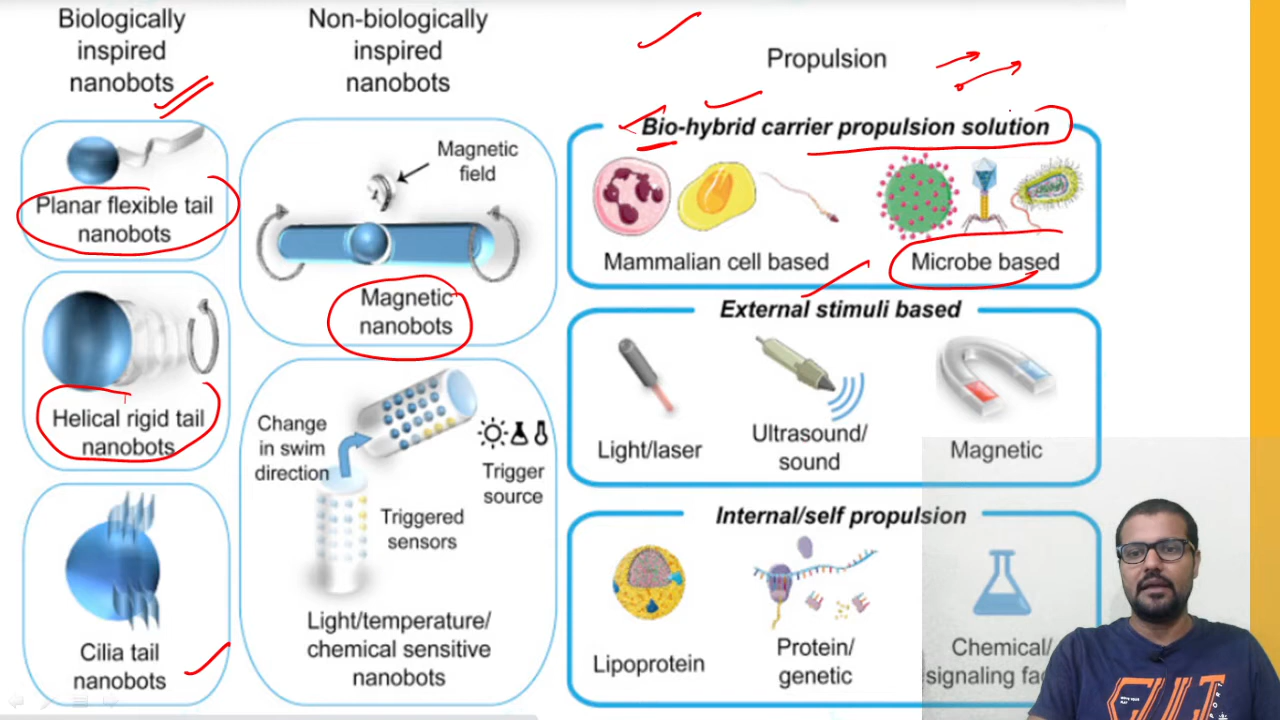 Biologically
inspired
nanobots
Planar flexible tail
nanobots
Helical rigid tail
nanobots
Cilia tail
nanobots
Non-biologically
inspired
nanobots
Magnetic
field
Magnetic
nanobots
Change
in swim
direction
Trigger
source
Triggered
sensors
Light/temperature/
chemical sensitive
nanobots
Propulsion
Bio-hybrid carrier propulsion solution
Mammalian cell based
Microbe based
External stimuli based
Light/laser
Ultrasound/
sound
Magnetic
Internal/self propulsion
Lipoprotein
Protein/
genetic
Chemical/
signaling